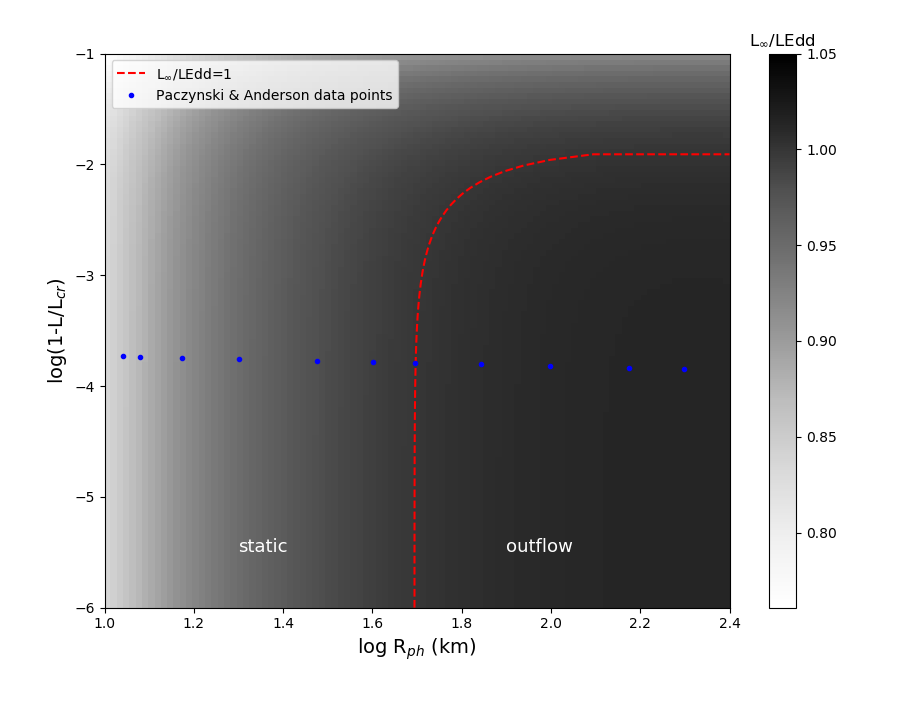 L∞/LEdd
L∞/LEdd=1
Paczynski & Anderson data points
−1
−2
−3
−4
−5
−6
log(1-L/Lcr)
static
outflow
1.0 1.2 1.4 1.6 1.8 2.0 2.2 2.4
log Rph (km)
1.05
1.00
0.95
0.90
0.85
0.80